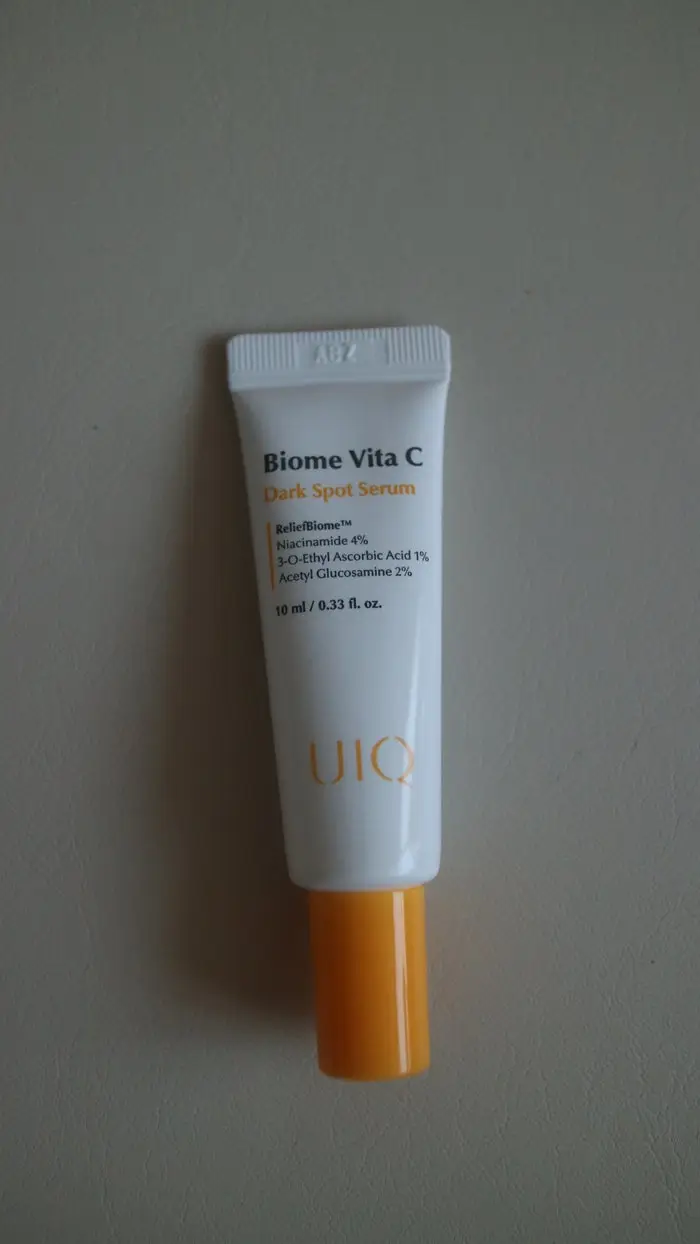 Biome Vita C
Dark Spot Serum
ReliefBiome™
Niacinamide 4%
3-O-Ethyl Ascorbic Acid 1%
Acetyl Glucosamine 2%
10 ml / 0.33 fl. oz.
UIQ